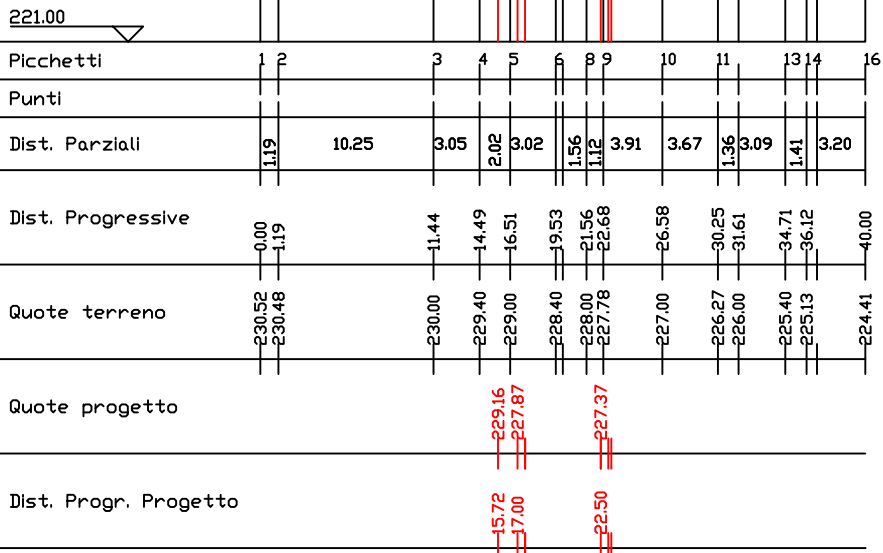 221.00
Picchetti 1 2 3 4 5 6 8 9 10 11 13 14 16
Punti
Dist. Parziali 1.19 10.25 3.05 2.02 3.02 1.56 1.12 3.91 3.67 1.36 3.09 1.41 3.20
Dist. Progressive 0.00 1.19 11.44 14.49 16.51 19.53 21.56 22.68 26.58 30.25 31.61 34.71 36.12 40.00
Quote terreno 230.52 230.48 230.00 229.40 229.00 228.40 228.00 227.78 227.00 226.27 226.00 225.40 225.13 224.41
Quote progetto 229.16 227.87 227.37
Dist. Progr. Progetto 15.72 17.00 22.50